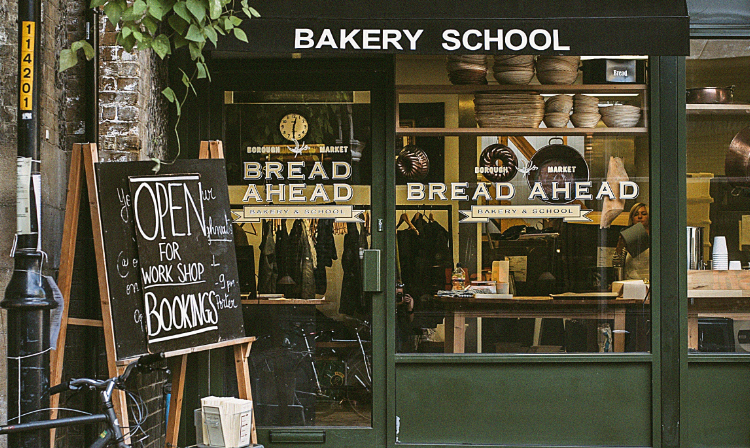 BAKERY SCHOOL
114201
BOROUGH MARKET
BREAD
AHEAD
BAKERY & SCHOOL
BOROUGH MARKET
BREAD AHEAD
BAKERY & SCHOOL
Bread
OPEN
FOR
WORK SHOP
BOOKINGS